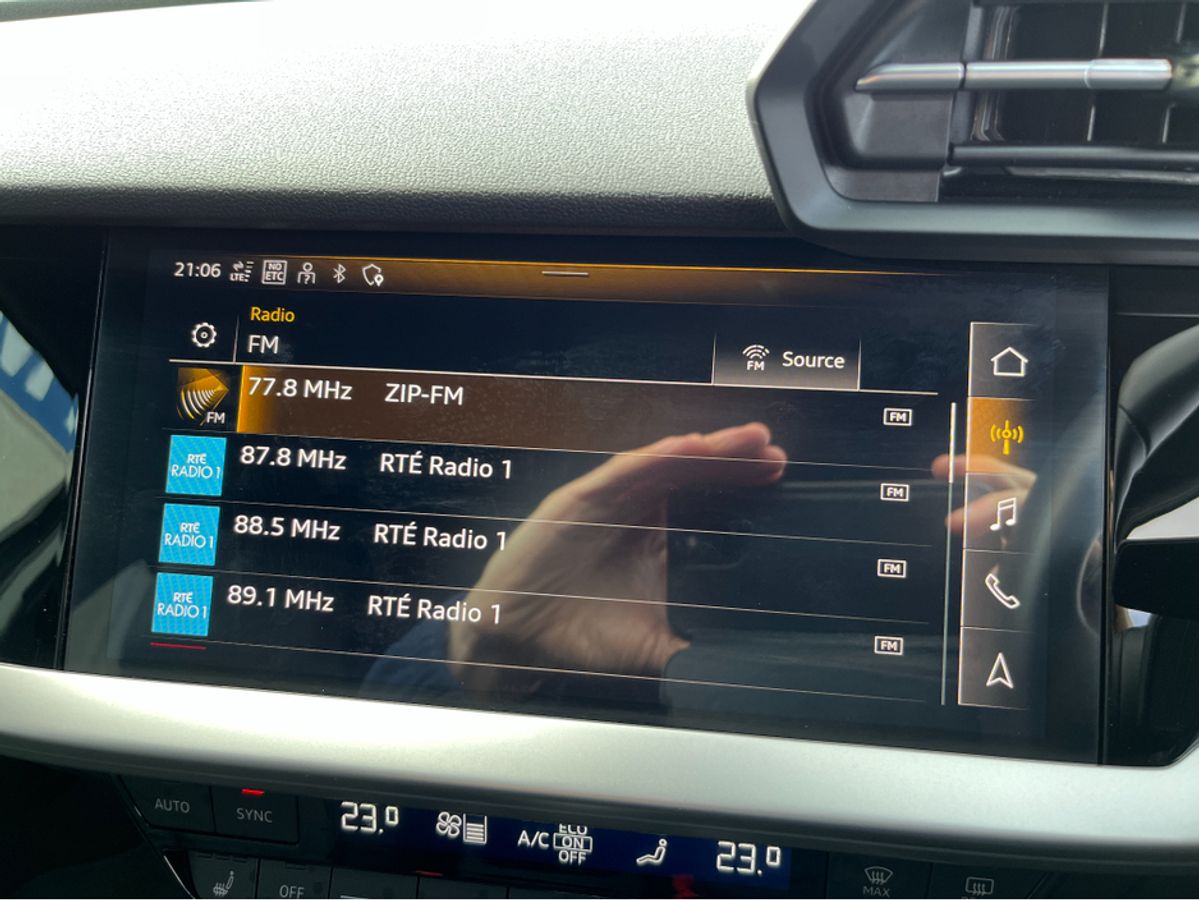 21:06 LTE NO ETC
Radio
FM
FM Source
FM 77.8 MHz ZIP-FM FM
RTÉ RADIO 1 87.8 MHz RTÉ Radio 1 FM
RTÉ RADIO 1 88.5 MHz RTÉ Radio 1 FM
RTÉ RADIO 1 89.1 MHz RTÉ Radio 1 FM
AUTO SYNC 23.0 A/C ECO ON OFF 23.0
OFF MAX